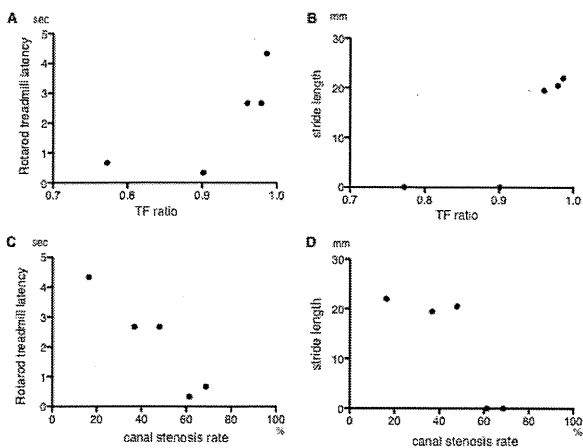 A
sec
Rotarod treadmill latency
5
4
3
2
1
0
0.7 0.8 0.9 1.0
TF ratio
B
mm
stride length
30
20
10
0
0.7 0.8 0.9 1.0
TF ratio
C
sec
Rotarod treadmill latency
5
4
3
2
1
0
0 20 40 60 80 100
%
canal stenosis rate
D
mm
stride length
30
20
10
0
0 20 40 60 80 100
%
canal stenosis rate